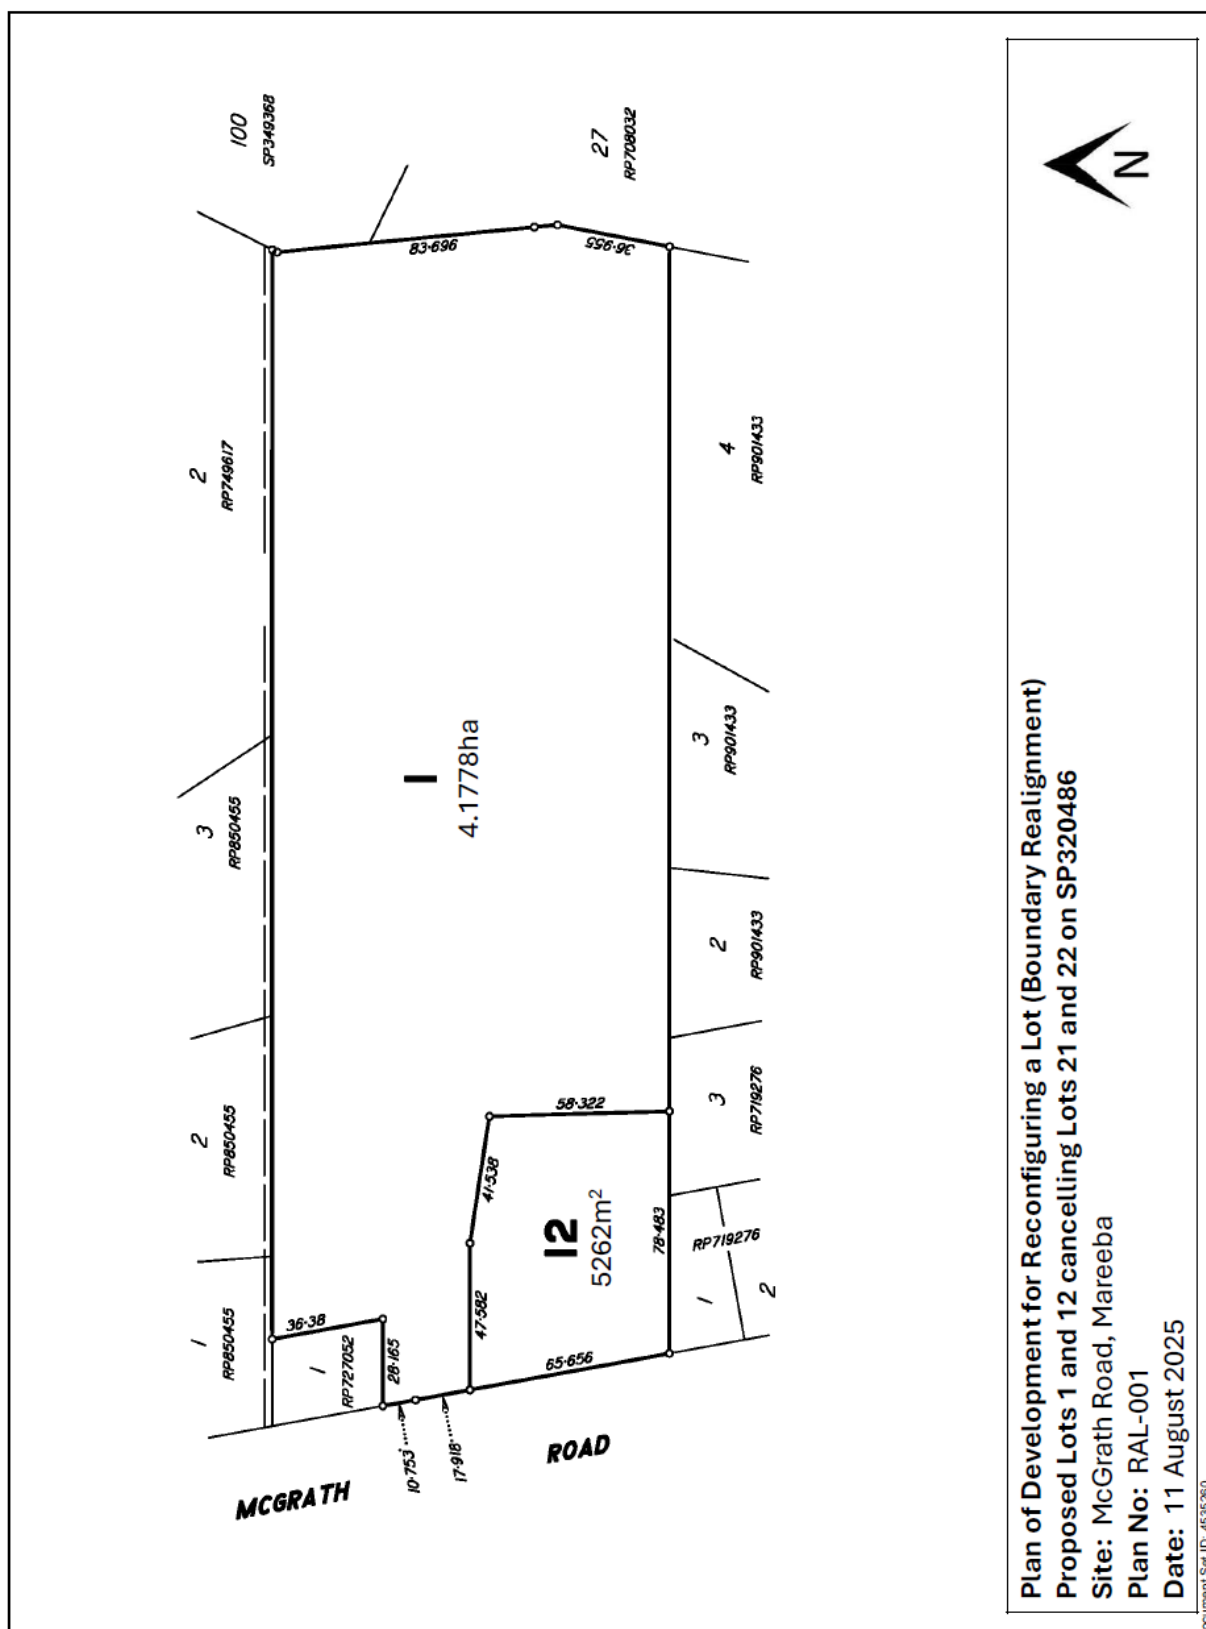 100
SP349368
27
RP708032
2
RP749617
3
RP850455
2
RP850455
1
RP850455
83·696
36·955
4
RP901433
3
RP901433
2
RP901433
3
RP719276
1
4.1778ha
58·322
41·538
12
5262m²
78·483
47·582
65·656
36·38
1
RP727052
28·165
10·753
17·918
RP719276
1
2
MCGRATH
ROAD
N
Plan of Development for Reconfiguring a Lot (Boundary Realignment)
Proposed Lots 1 and 12 cancelling Lots 21 and 22 on SP320486
Site: McGrath Road, Mareeba
Plan No: RAL-001
Date: 11 August 2025